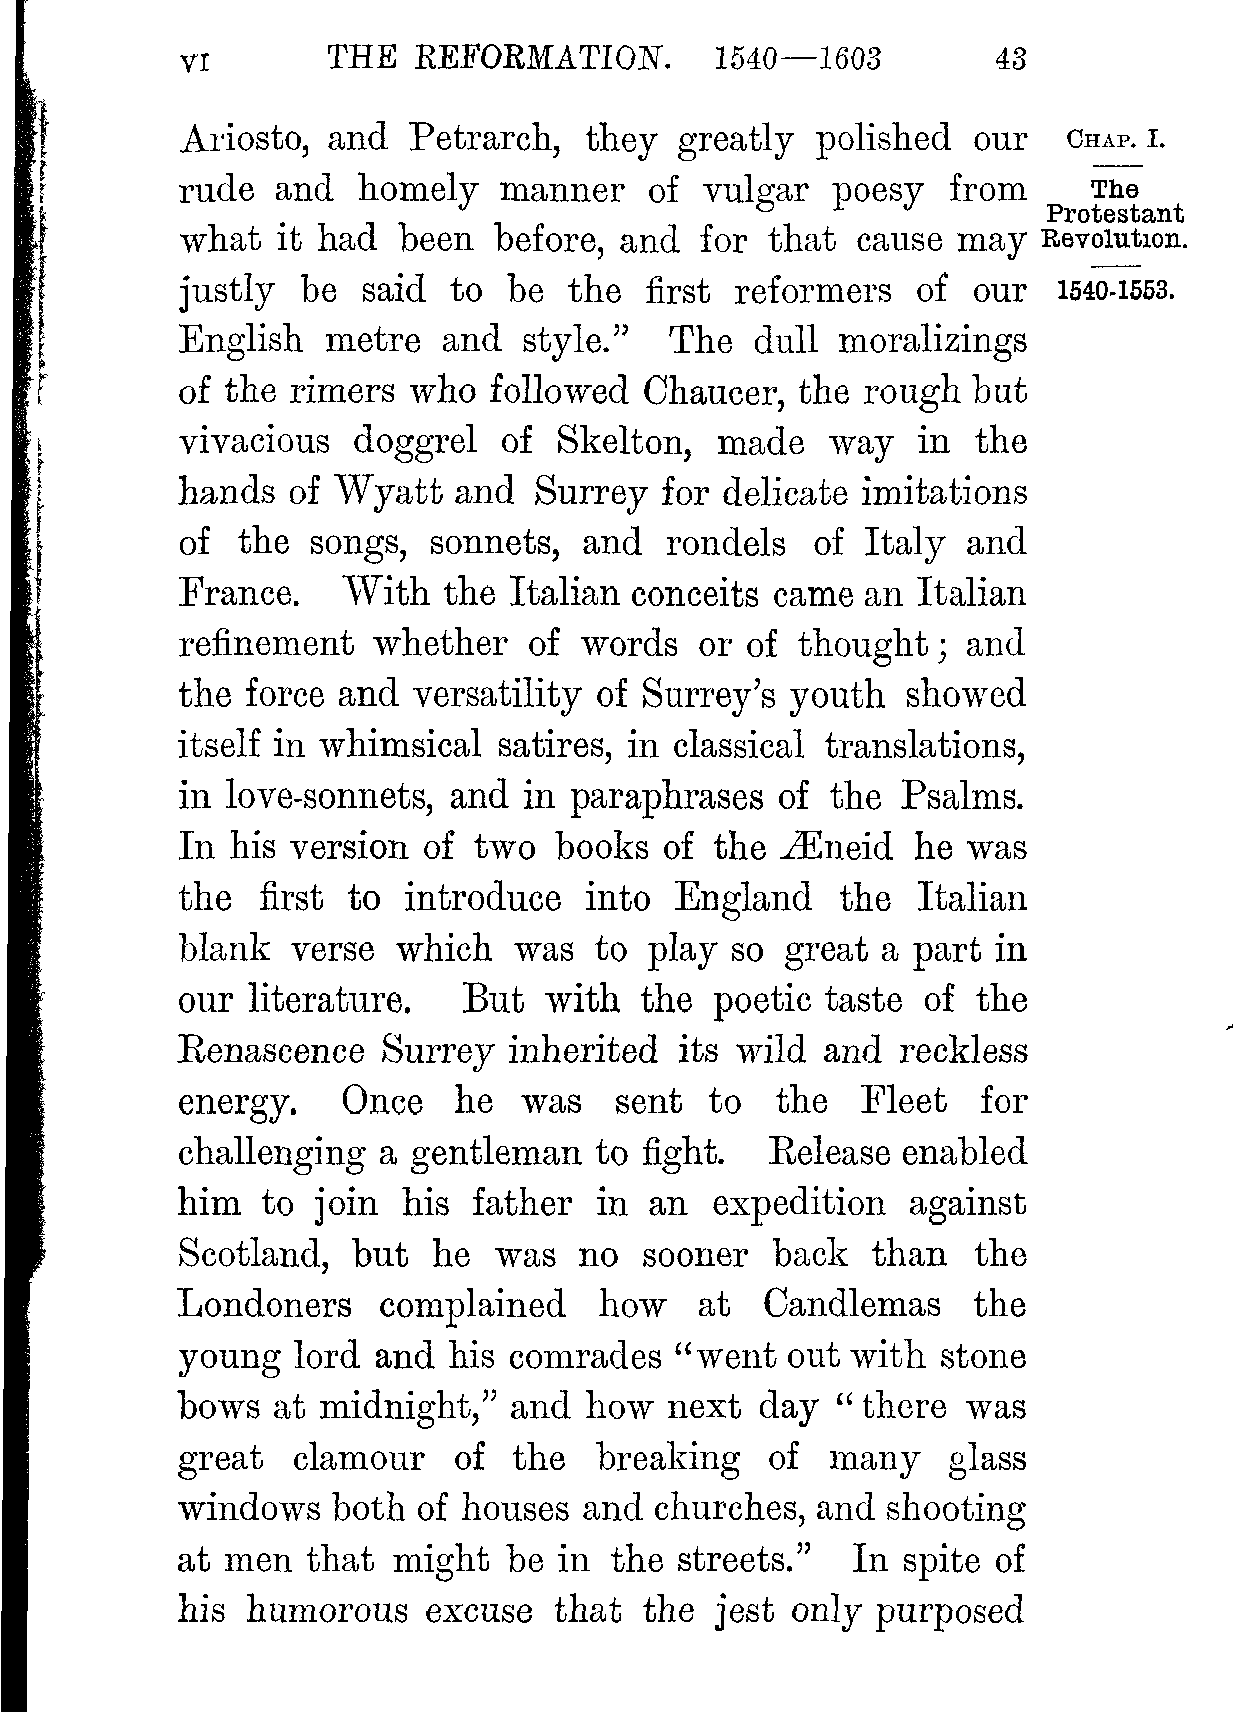 VI THE REFORMATION. 1540—1603 43
Ariosto, and Petrarch, they greatly polished our
rude and homely manner of vulgar poesy from
what it had been before, and for that cause may
justly be said to be the first reformers of our
English metre and style.” The dull moralizings
of the rimers who followed Chaucer, the rough but
vivacious doggrel of Skelton, made way in the
hands of Wyatt and Surrey for delicate imitations
of the songs, sonnets, and rondels of Italy and
France. With the Italian conceits came an Italian
refinement whether of words or of thought; and
the force and versatility of Surrey’s youth showed
itself in whimsical satires, in classical translations,
in love-sonnets, and in paraphrases of the Psalms.
In his version of two books of the Æneid he was
the first to introduce into England the Italian
blank verse which was to play so great a part in
our literature. But with the poetic taste of the
Renascence Surrey inherited its wild and reckless
energy. Once he was sent to the Fleet for
challenging a gentleman to fight. Release enabled
him to join his father in an expedition against
Scotland, but he was no sooner back than the
Londoners complained how at Candlemas the
young lord and his comrades “went out with stone
bows at midnight,” and how next day “there was
great clamour of the breaking of many glass
windows both of houses and churches, and shooting
at men that might be in the streets.” In spite of
his humorous excuse that the jest only purposed
CHAP. I.
The
Protestant
Revolution.
1540-1553.